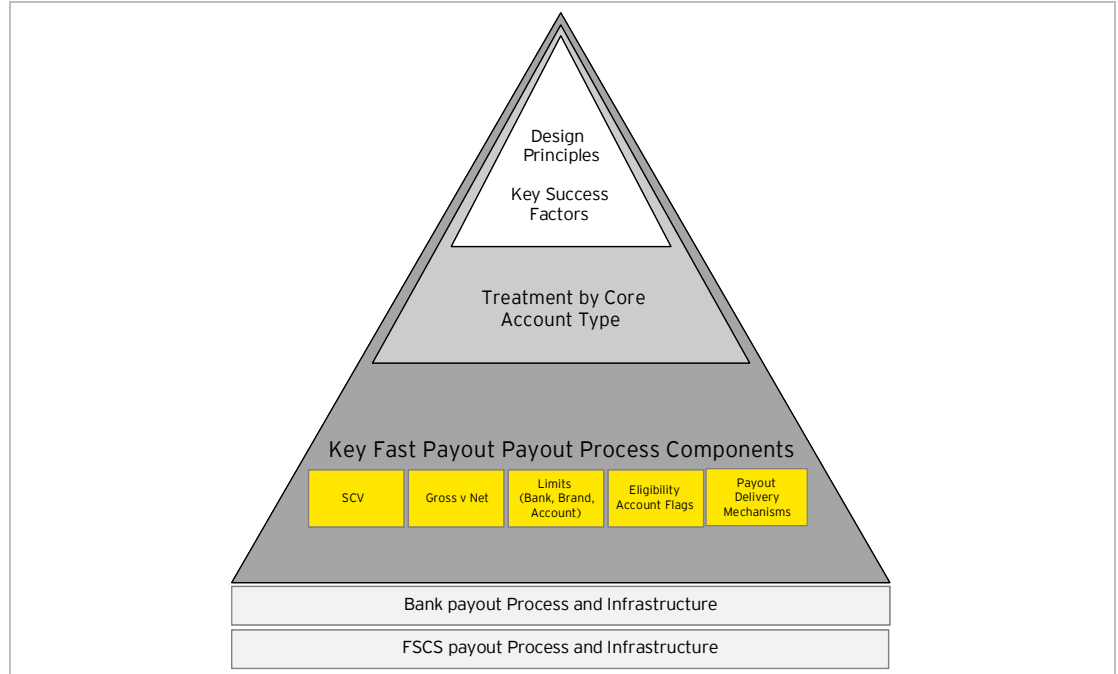 Design
Principles
Key Success
Factors
Treatment by Core
Account Type
Key Fast Payout Payout Process Components
SCV
Gross v Net
Limits
(Bank, Brand,
Account)
Eligibility
Account Flags
Payout
Delivery
Mechanisms
Bank payout Process and Infrastructure
FSCS payout Process and Infrastructure